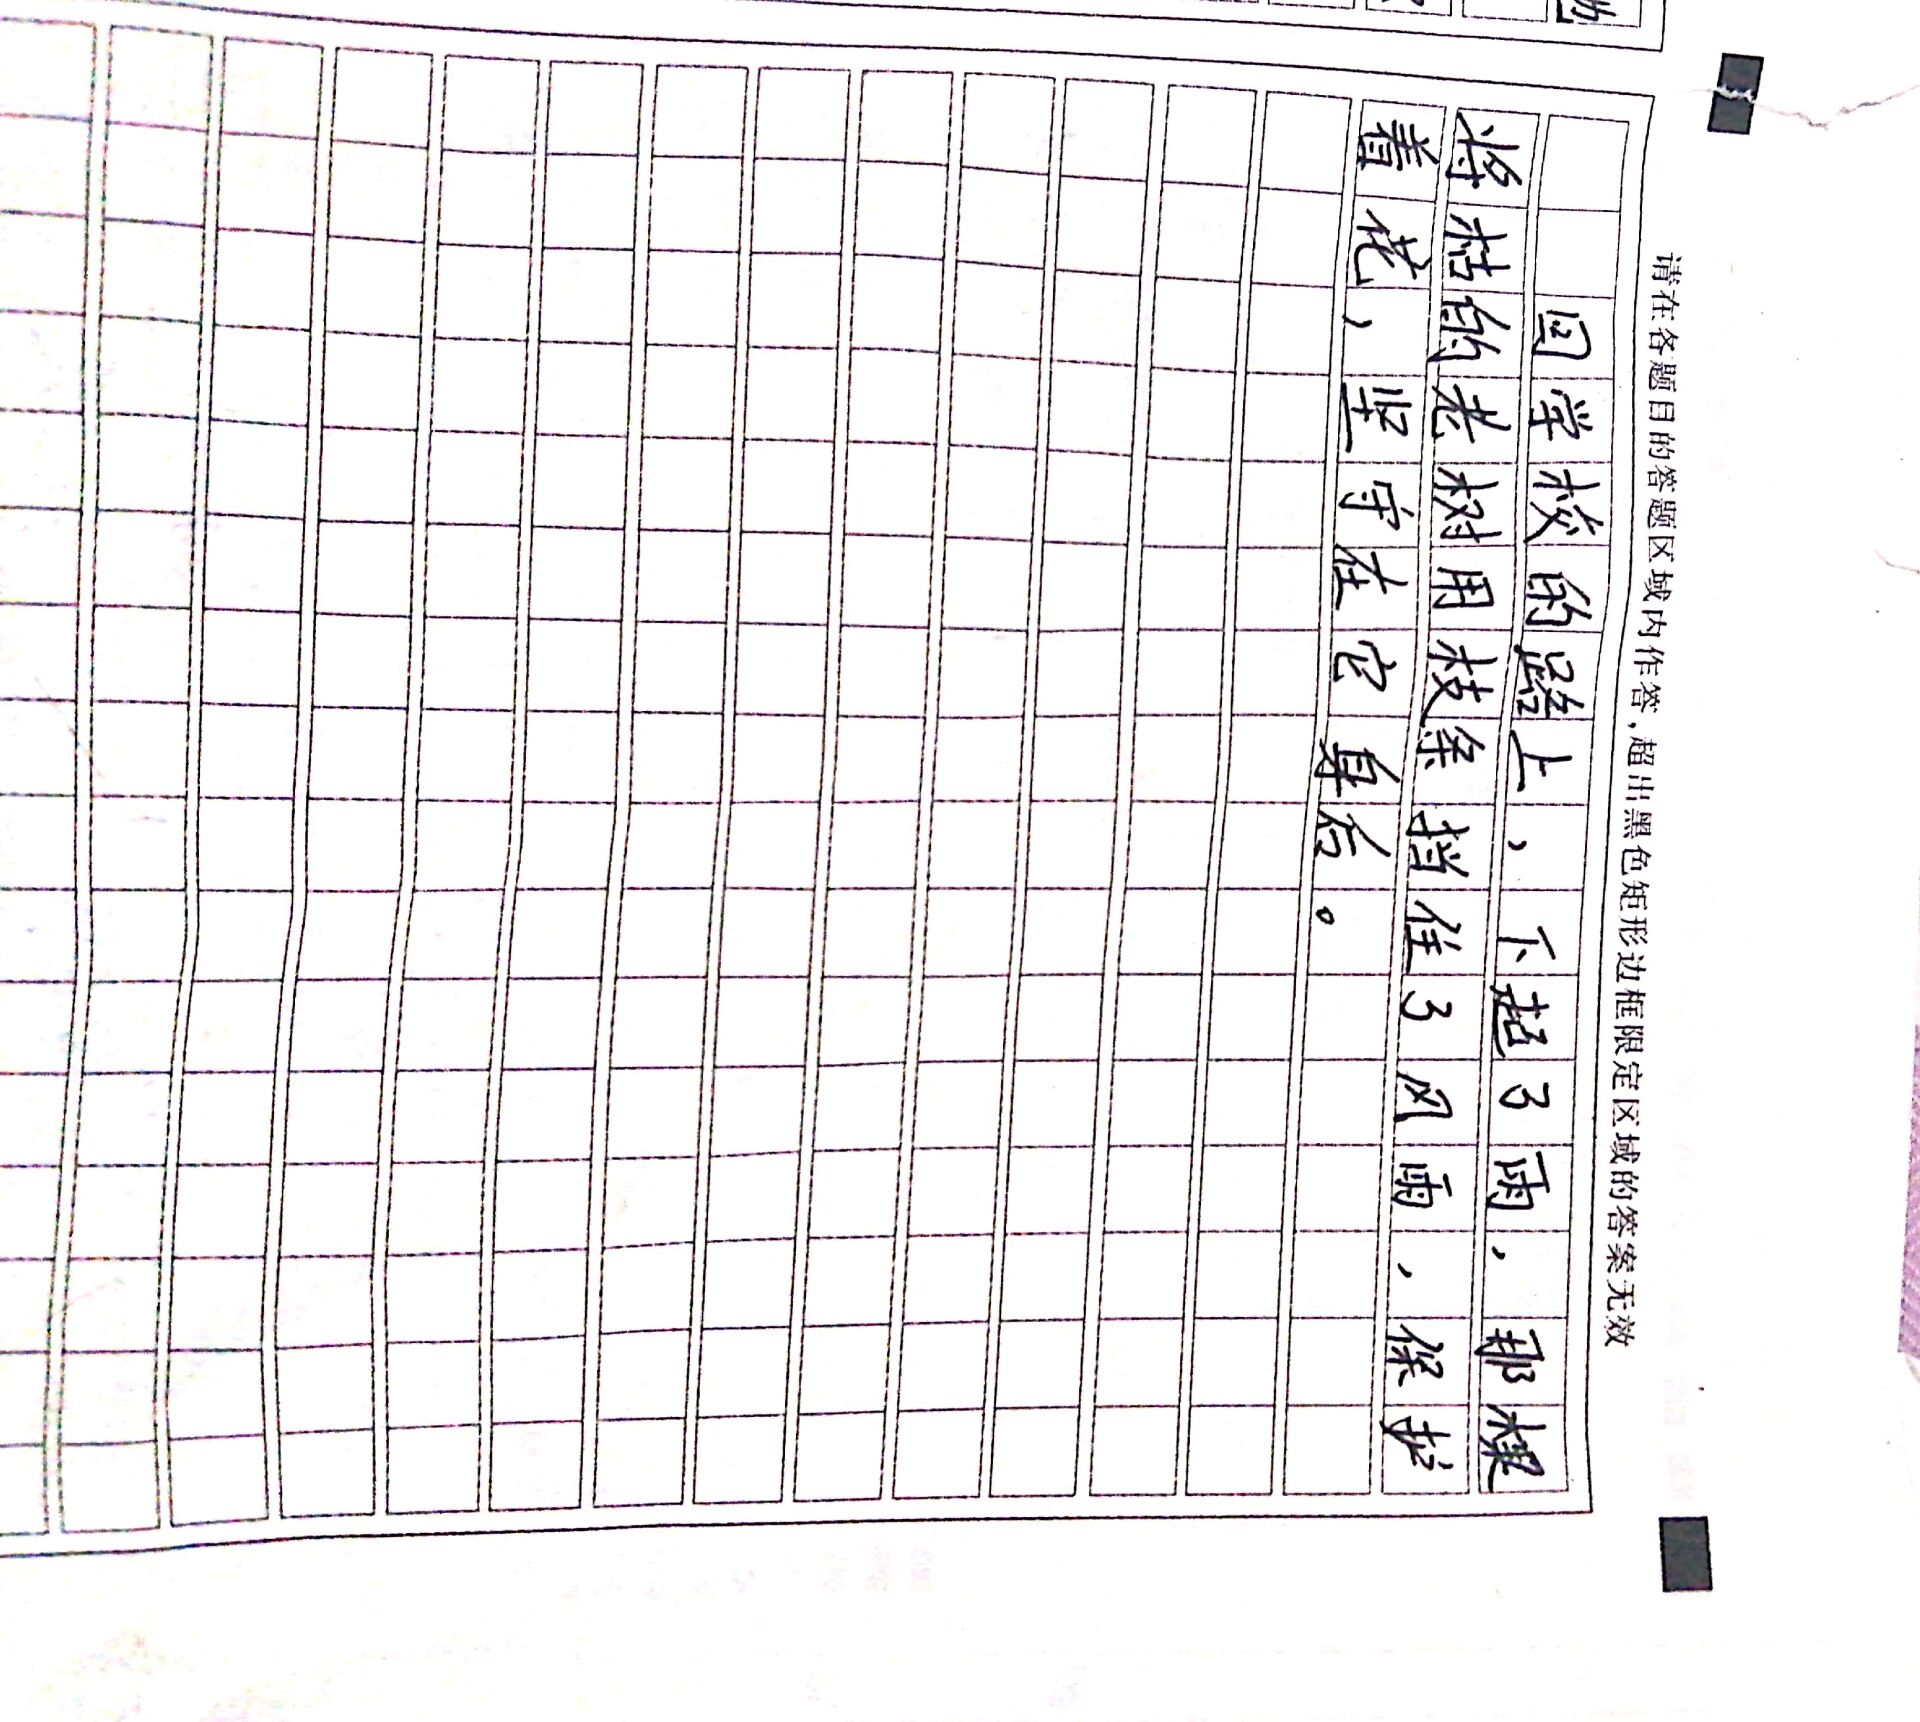 请在各题目的答题区域内作答，超出黑色矩形边框限定区域的答案无效
回学校的路上，下起了雨，那棵
将枯的老树用枝条挡住了风雨，保护
着花，坚守在它身后。